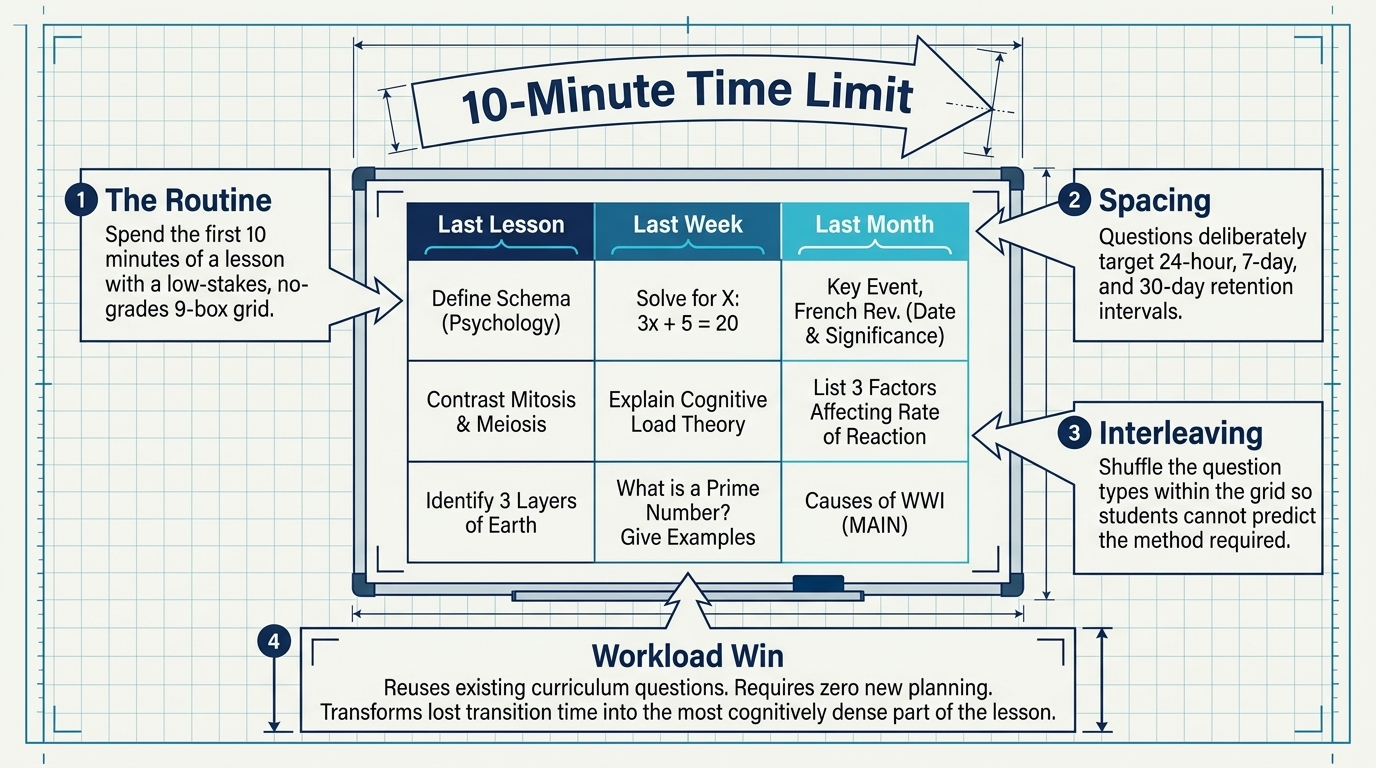 10-Minute Time Limit
1
The Routine
Spend the first 10
minutes of a lesson
with a low-stakes, no-
grades 9-box grid.
Last Lesson
Last Week
Last Month
Define Schema
(Psychology)
Solve for X:
3x + 5 = 20
Key Event,
French Rev. (Date
& Significance)
Contrast Mitosis
& Meiosis
Explain Cognitive
Load Theory
List 3 Factors
Affecting Rate
of Reaction
Identify 3 Layers
of Earth
What is a Prime
Number?
Give Examples
Causes of WWI
(MAIN)
2
Spacing
Questions deliberately
target 24-hour, 7-day,
and 30-day retention
intervals.
3
Interleaving
Shuffle the question
types within the grid so
students cannot predict
the method required.
4
Workload Win
Reuses existing curriculum questions. Requires zero new planning.
Transforms lost transition time into the most cognitively dense part of the lesson.